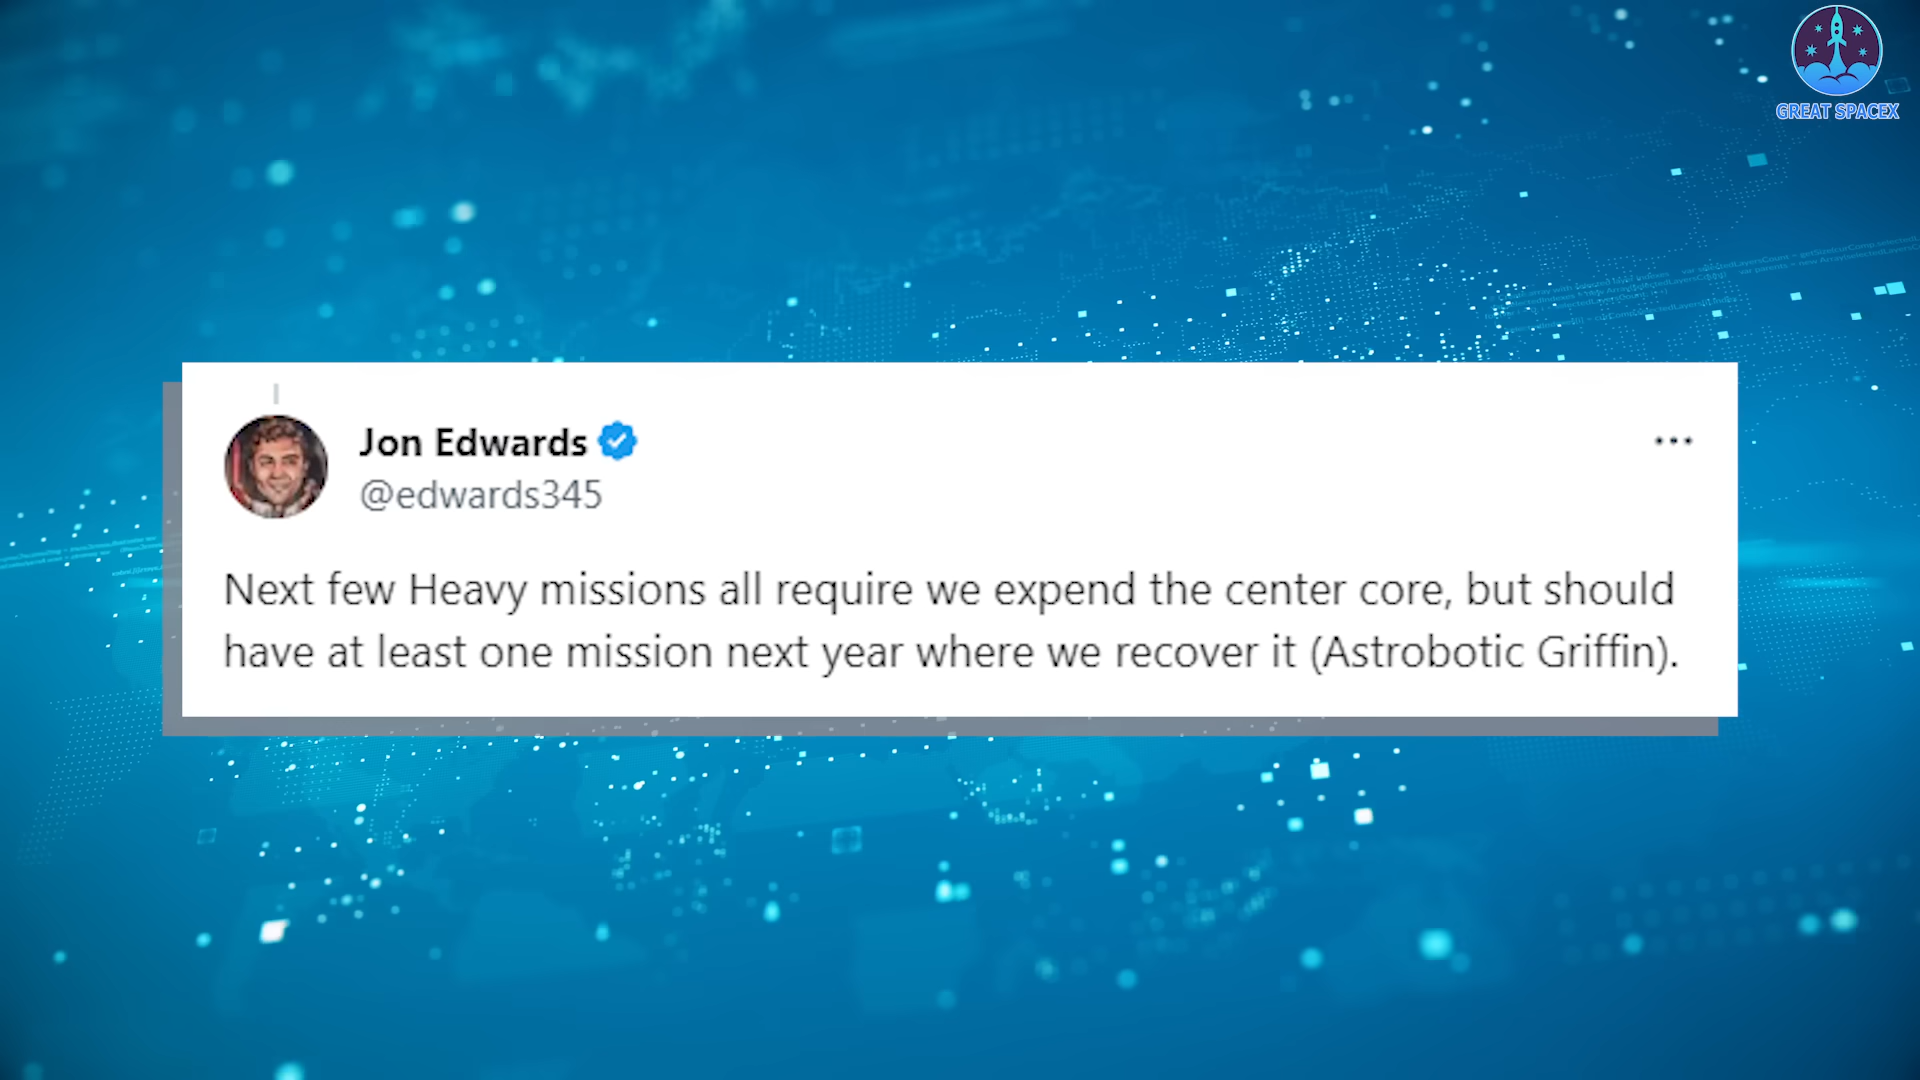 GREAT SPACEX
Jon Edwards
@edwards345
Next few Heavy missions all require we expend the center core, but should
have at least one mission next year where we recover it (Astrobotic Griffin).